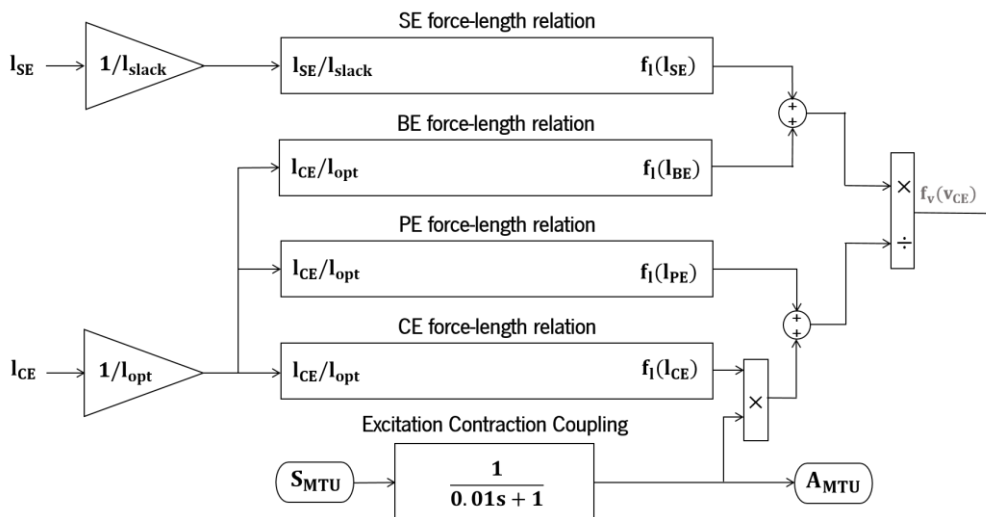 SE force-length relation
l_SE
1/l_slack
l_SE/l_slack
f_l(l_SE)
+
+
BE force-length relation
l_CE/l_opt
f_l(l_BE)
×
f_v(v_CE)
÷
PE force-length relation
l_CE/l_opt
f_l(l_PE)
+
+
CE force-length relation
l_CE
1/l_opt
l_CE/l_opt
f_l(l_CE)
×
Excitation Contraction Coupling
S_MTU
1
0.01s + 1
A_MTU